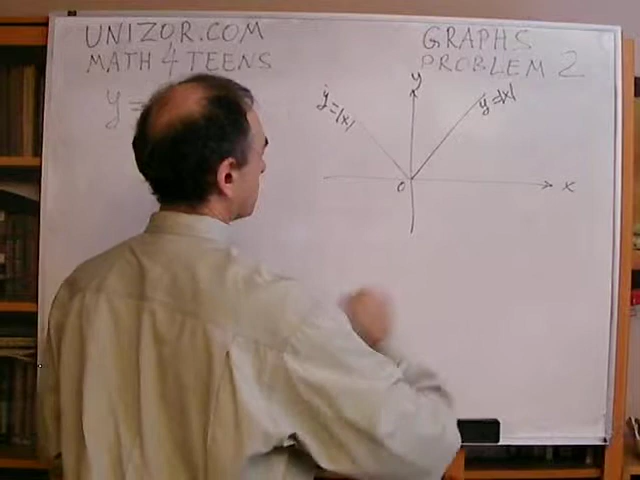 UNIZOR.COM
MATH 4 TEENS
GRAPHS
PROBLEM 2
y =
y
y=|x|
y=|x|
0
x